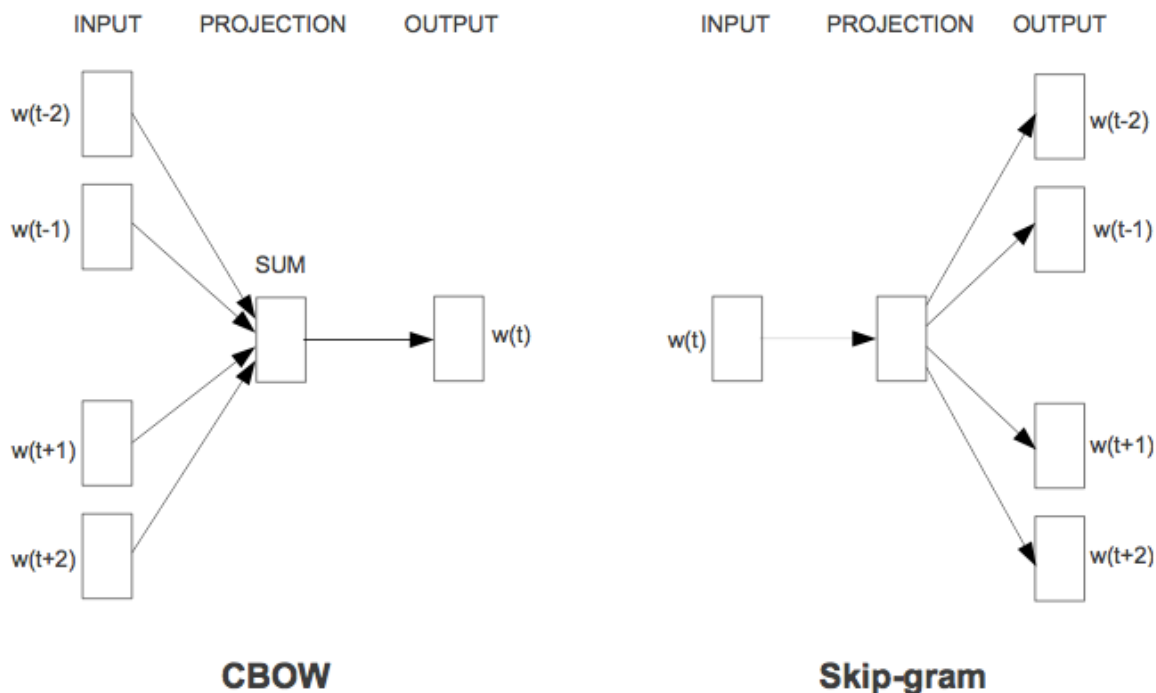 INPUT PROJECTION OUTPUT
w(t-2)
w(t-1)
SUM
w(t)
w(t+1)
w(t+2)
CBOW
INPUT PROJECTION OUTPUT
w(t-2)
w(t-1)
w(t)
w(t+1)
w(t+2)
Skip-gram